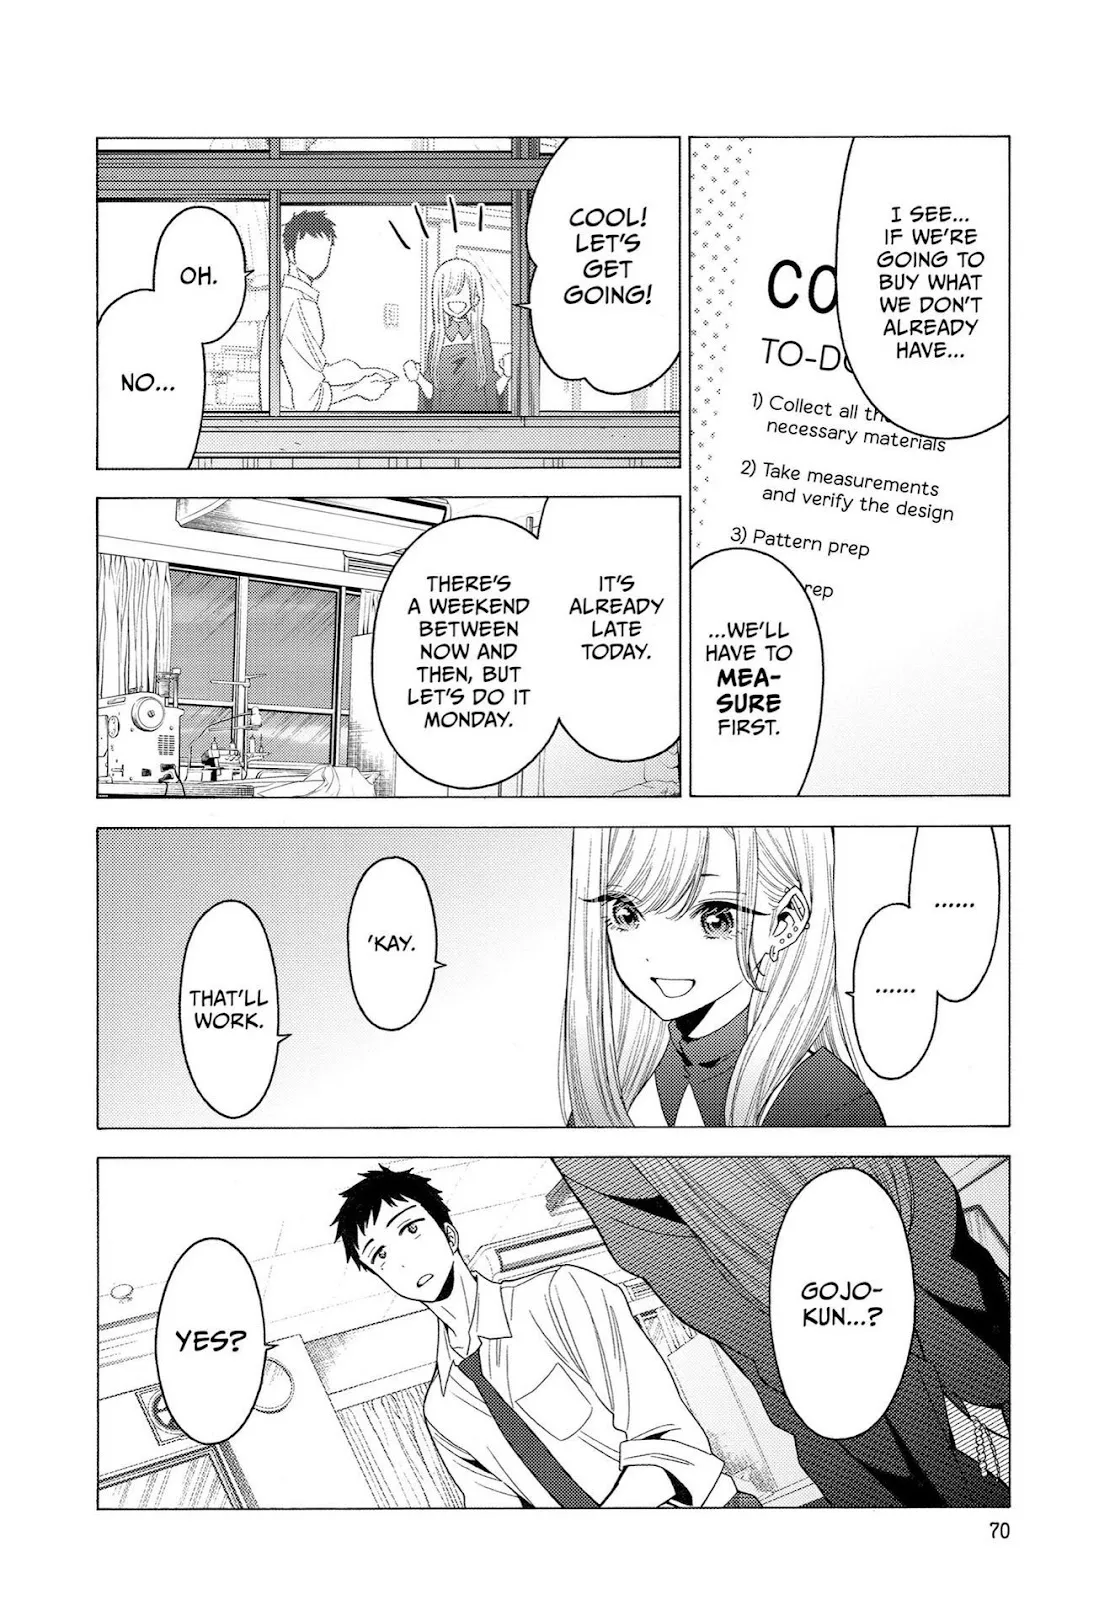 I SEE...
IF WE'RE
GOING TO
BUY WHAT
WE DON'T
ALREADY
HAVE...
CO
TO-DO
1) Collect all the
necessary materials
2) Take measurements
and verify the design
3) Pattern prep
rep
...WE'LL
HAVE TO
MEA-
SURE
FIRST.
COOL!
LET'S
GET
GOING!
OH.
NO...
IT'S
ALREADY
LATE
TODAY.
THERE'S
A WEEKEND
BETWEEN
NOW AND
THEN, BUT
LET'S DO IT
MONDAY.
......
......
'KAY.
THAT'LL
WORK.
GOJO-
KUN...?
YES?
70